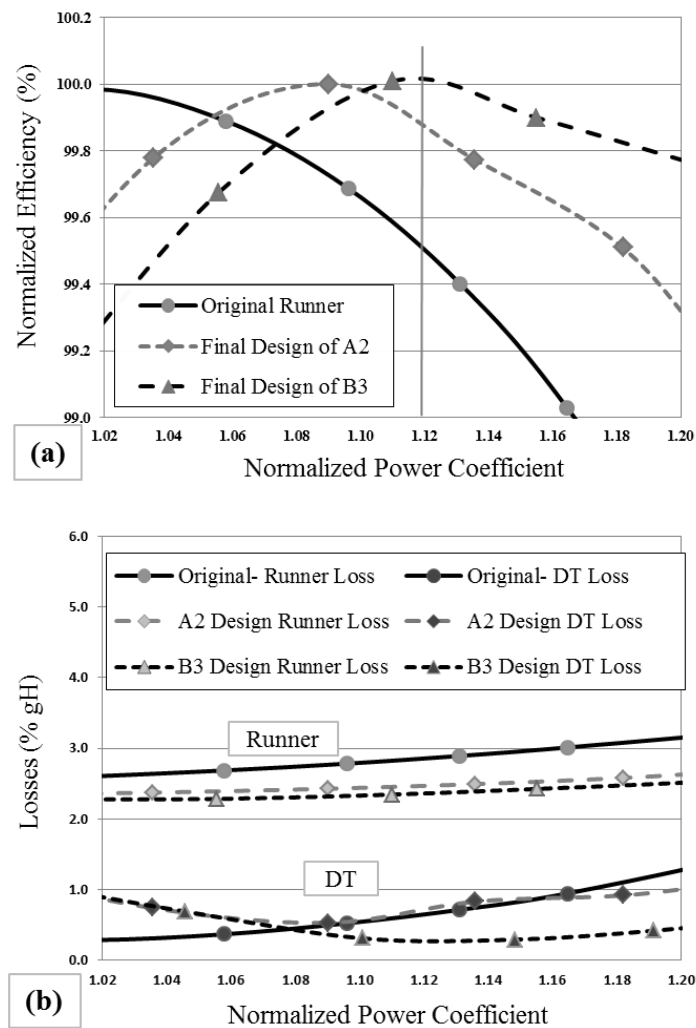 100.2
100.0
99.8
99.6
99.4
99.2
99.0
Normalized Efficiency (%)
Original Runner
Final Design of A2
Final Design of B3
1.02 1.04 1.06 1.08 1.10 1.12 1.14 1.16 1.18 1.20
Normalized Power Coefficient
(a)
6.0
5.0
4.0
3.0
2.0
1.0
0.0
Losses (% gH)
Original- Runner Loss Original- DT Loss
A2 Design Runner Loss A2 Design DT Loss
B3 Design Runner Loss B3 Design DT Loss
Runner
DT
1.02 1.04 1.06 1.08 1.10 1.12 1.14 1.16 1.18 1.20
Normalized Power Coefficient
(b)